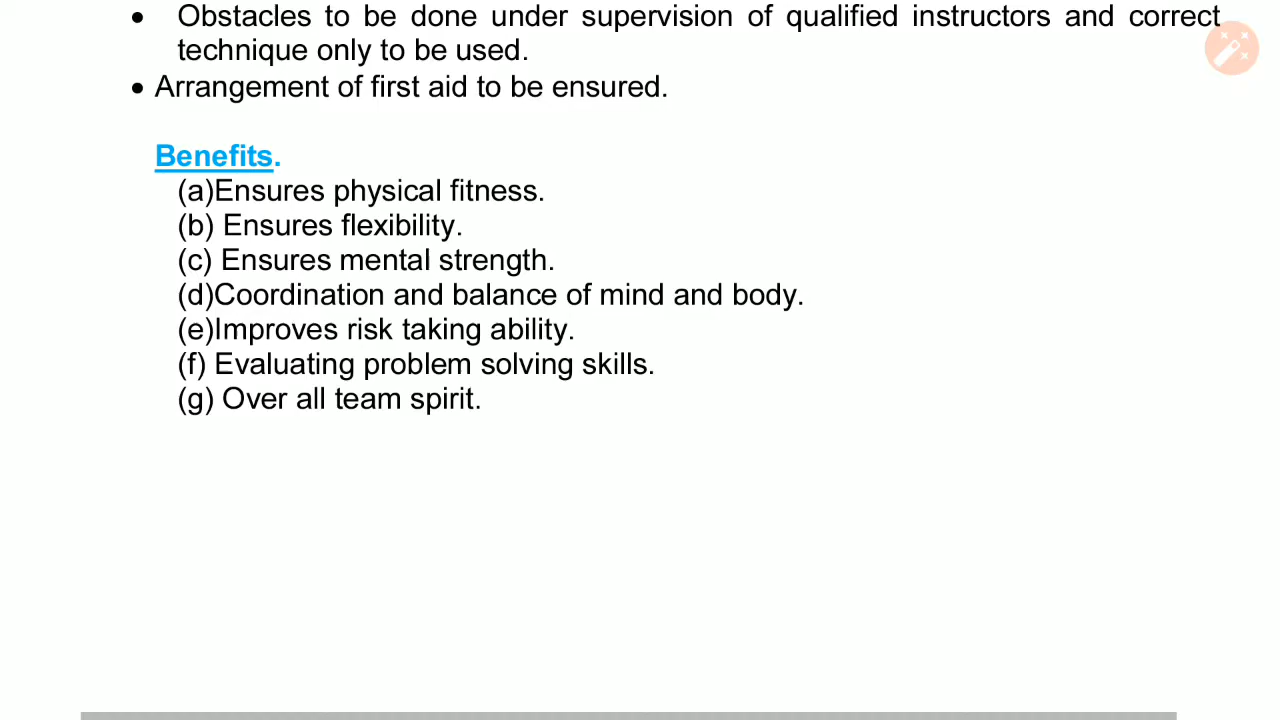 • Obstacles to be done under supervision of qualified instructors and correct
technique only to be used.
• Arrangement of first aid to be ensured.
Benefits.
(a)Ensures physical fitness.
(b) Ensures flexibility.
(c) Ensures mental strength.
(d)Coordination and balance of mind and body.
(e)Improves risk taking ability.
(f) Evaluating problem solving skills.
(g) Over all team spirit.